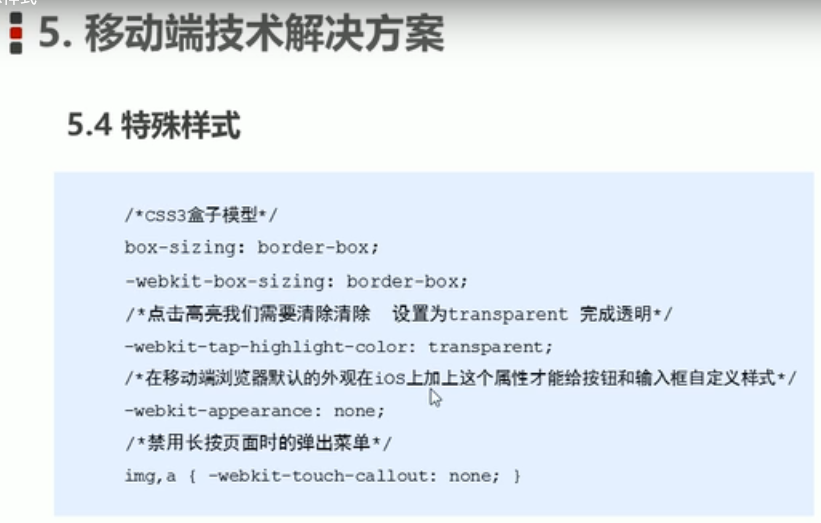 5. 移动端技术解决方案
5.4 特殊样式
/*CSS3盒子模型*/
box-sizing: border-box;
-webkit-box-sizing: border-box;
/*点击高亮我们需要清除清除 设置为transparent 完成透明*/
-webkit-tap-highlight-color: transparent;
/*在移动端浏览器默认的外观在iOS上加上这个属性才能给按钮和输入框自定义样式*/
-webkit-appearance: none;
/*禁用长按页面时的弹出菜单*/
img,a { -webkit-touch-callout: none; }